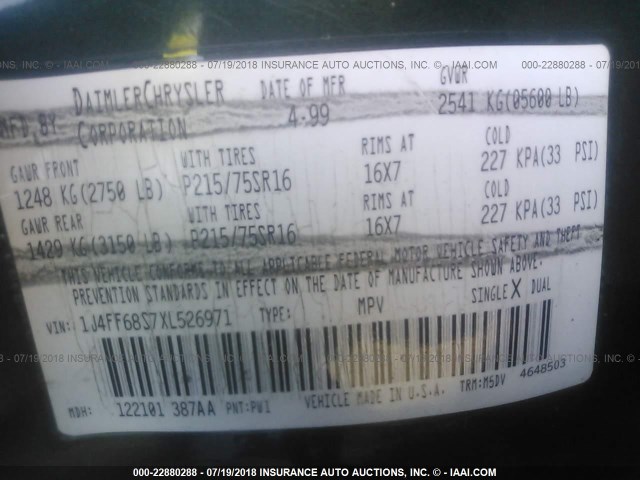 000-22880288 - 07/19/2018 INSURANCE AUTO AUCTIONS, INC. - © IAAI.COM
MFD BY DAIMLERCHRYSLER CORPORATION DATE OF MFR 4-99 GVWR 2541 KG(05600 LB)
GAWR FRONT WITH TIRES RIMS AT COLD
1248 KG(2750 LB) P215/75SR16 16X7 227 KPA(33 PSI)
GAWR REAR WITH TIRES RIMS AT COLD
1429 KG(3150 LB) P215/75SR16 16X7 227 KPA(33 PSI)
THIS VEHICLE CONFORMS TO ALL APPLICABLE FEDERAL MOTOR VEHICLE SAFETY AND THEFT
PREVENTION STANDARDS IN EFFECT ON THE DATE OF MANUFACTURE SHOWN ABOVE.
VIN: 1J4FF68S7XL526971 TYPE: MPV SINGLE X DUAL
MDH: 122101 387AA PNT:PW1 VEHICLE MADE IN U.S.A. TRM:M5DV 4648503
000-22880288 - 07/19/2018 INSURANCE AUTO AUCTIONS, INC. - © IAAI.COM